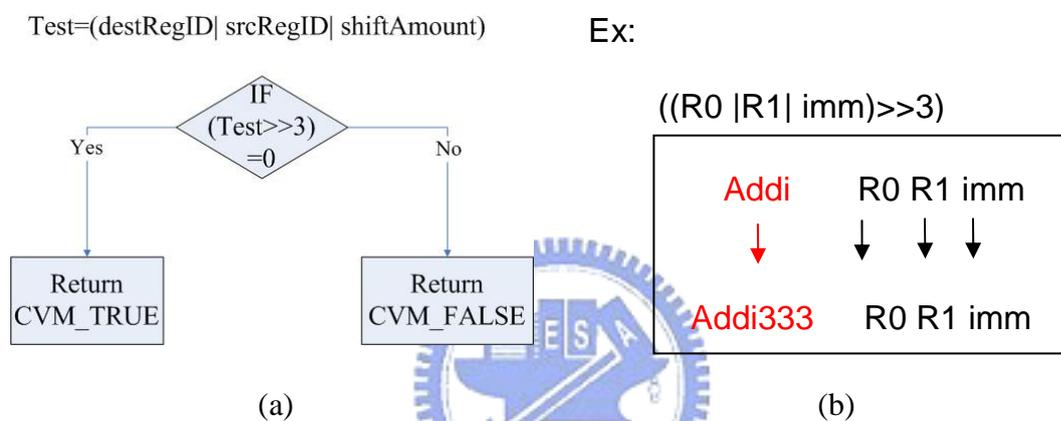 Test=(destRegID| srcRegID| shiftAmount)
IF
(Test>>3)
=0
Yes
No
Return
CVM_TRUE
Return
CVM_FALSE
(a)
Ex:
((R0 |R1| imm)>>3)
Addi R0 R1 imm
Addi333 R0 R1 imm
(b)
E S A